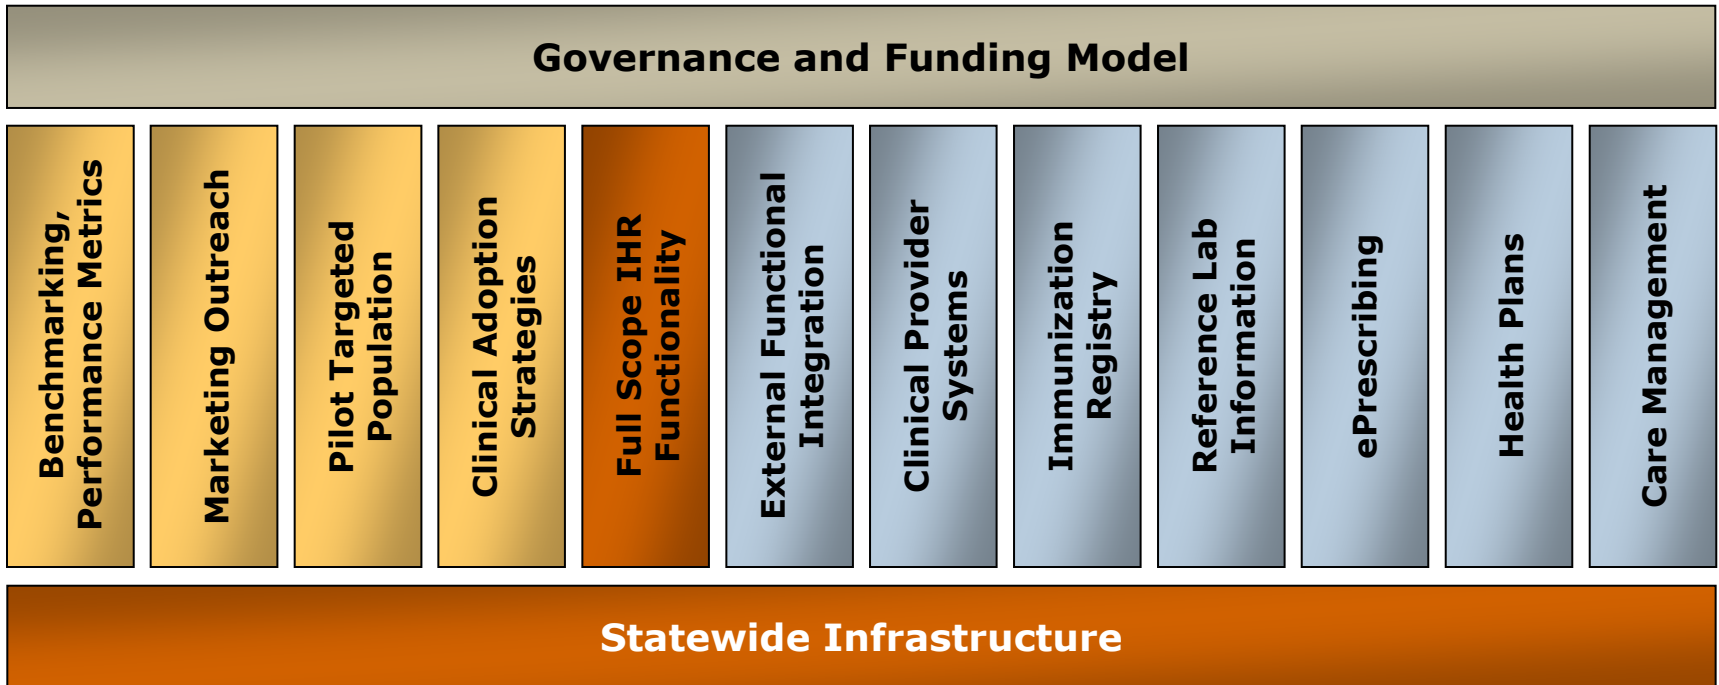 Governance and Funding Model
Benchmarking,
Performance Metrics
Marketing Outreach
Pilot Targeted
Population
Clinical Adoption
Strategies
Full Scope IHR
Functionality
External Functional
Integration
Clinical Provider
Systems
Immunization
Registry
Reference Lab
Information
ePrescribing
Health Plans
Care Management
Statewide Infrastructure